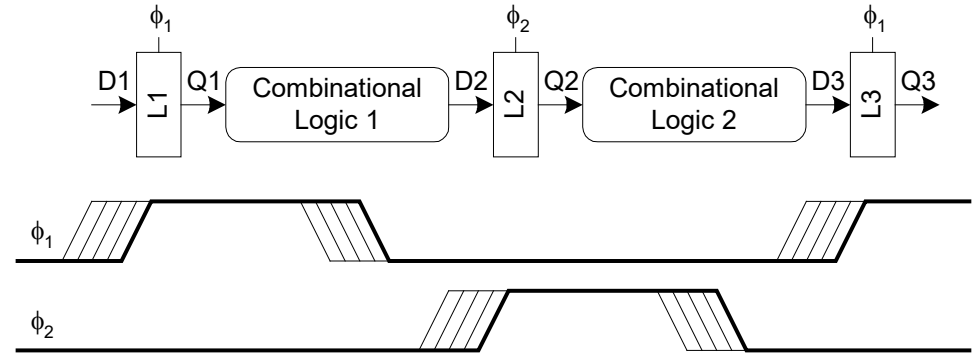 ϕ1 ϕ2 ϕ1
D1 L1 Q1 Combinational Logic 1 D2 L2 Q2 Combinational Logic 2 D3 L3 Q3
ϕ1
ϕ2